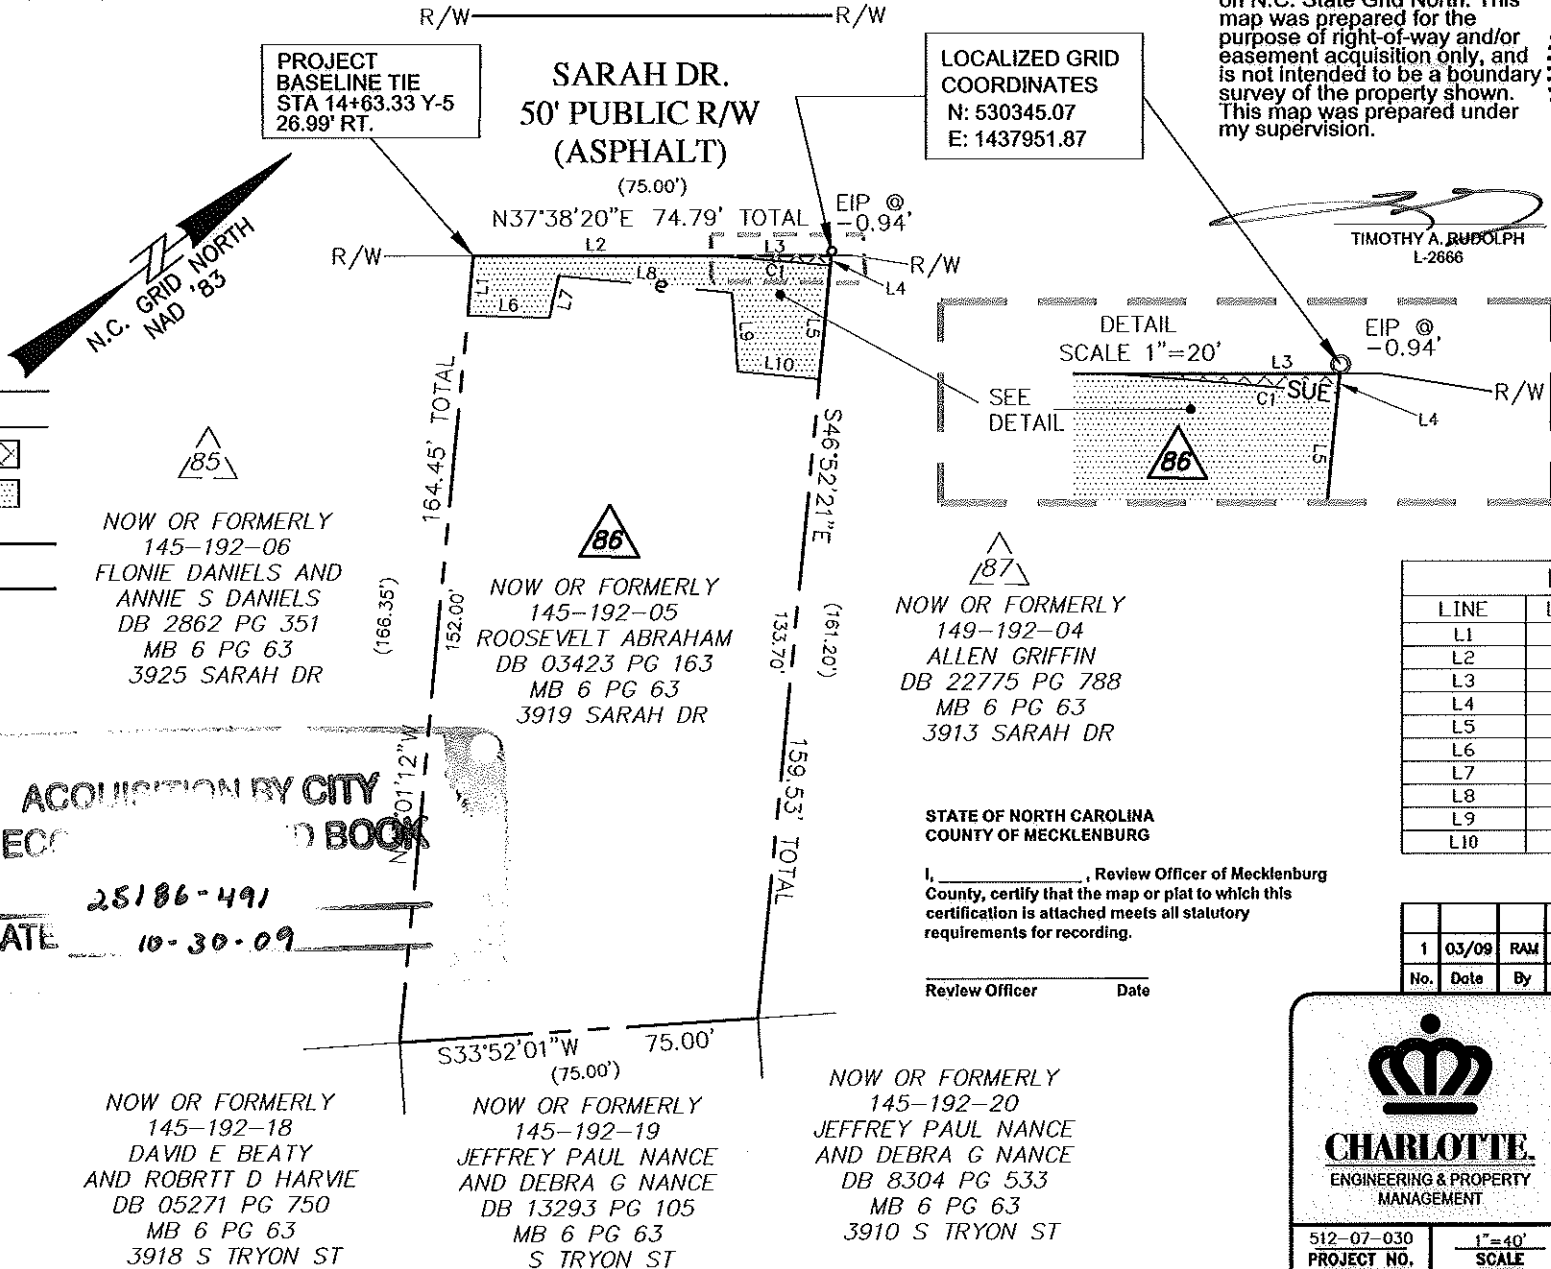 R/W
R/W
PROJECT
BASELINE TIE
STA 14+63.33 Y-5
26.99' RT.
SARAH DR.
50' PUBLIC R/W
(ASPHALT)
(75.00')
N37°38'20"E 74.79' TOTAL
LOCALIZED GRID
COORDINATES
N: 530345.07
E: 1437951.87
on N.C. State Grid North. This
map was prepared for the
purpose of right-of-way and/or
easement acquisition only, and
is not intended to be a boundary
survey of the property shown.
This map was prepared under
my supervision.
TIMOTHY A. RUDOLPH
L-2666
N.C. GRID NORTH
NAD '83
EIP @
-0.94'
R/W
L2
L3
R/W
L1
L6
L7
L8
e
C1
L4
L9
L5
L10
DETAIL
SCALE 1"=20'
L3
EIP @
-0.94'
C1
SUE
R/W
L4
L5
86
SEE
DETAIL
164.45' TOTAL
(166.35')
152.00'
S46°52'21"E
133.70'
(161.20')
159.53' TOTAL
85
NOW OR FORMERLY
145-192-06
FLONIE DANIELS AND
ANNIE S DANIELS
DB 2862 PG 351
MB 6 PG 63
3925 SARAH DR
86
NOW OR FORMERLY
145-192-05
ROOSEVELT ABRAHAM
DB 03423 PG 163
MB 6 PG 63
3919 SARAH DR
87
NOW OR FORMERLY
149-192-04
ALLEN GRIFFIN
DB 22775 PG 788
MB 6 PG 63
3913 SARAH DR
LINE
L1
L2
L3
L4
L5
L6
L7
L8
L9
L10
ACQUISITION BY CITY
BOOK
25186-491
10-30-09
01'12"W
STATE OF NORTH CAROLINA
COUNTY OF MECKLENBURG
I, ____________ , Review Officer of Mecklenburg
County, certify that the map or plat to which this
certification is attached meets all statutory
requirements for recording.
Review Officer Date
1 03/09 RAM
No. Date By
S33°52'01"W 75.00'
(75.00')
NOW OR FORMERLY
145-192-18
DAVID E BEATY
AND ROBRTT D HARVIE
DB 05271 PG 750
MB 6 PG 63
3918 S TRYON ST
NOW OR FORMERLY
145-192-19
JEFFREY PAUL NANCE
AND DEBRA G NANCE
DB 13293 PG 105
MB 6 PG 63
S TRYON ST
NOW OR FORMERLY
145-192-20
JEFFREY PAUL NANCE
AND DEBRA G NANCE
DB 8304 PG 533
MB 6 PG 63
3910 S TRYON ST
CHARLOTTE.
ENGINEERING & PROPERTY
MANAGEMENT
512-07-030
PROJECT NO.
1"=40'
SCALE